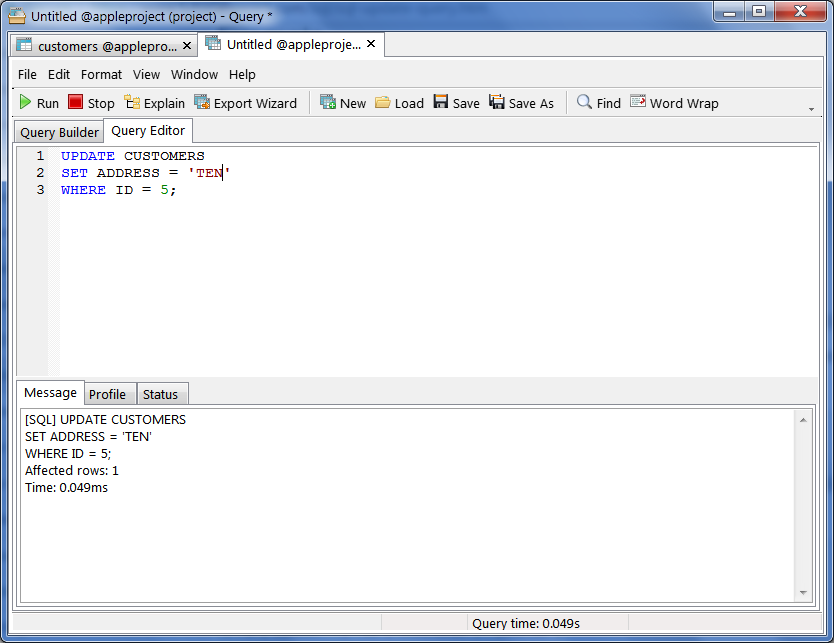 Untitled @appleproject (project) - Query *
customers @applepro... Untitled @appleproje...
File Edit Format View Window Help
Run Stop Explain Export Wizard New Load Save Save As Find Word Wrap
Query Builder Query Editor
1 UPDATE CUSTOMERS
2 SET ADDRESS = 'TEN'
3 WHERE ID = 5;
Message Profile Status
[SQL] UPDATE CUSTOMERS
SET ADDRESS = 'TEN'
WHERE ID = 5;
Affected rows: 1
Time: 0.049ms
Query time: 0.049s